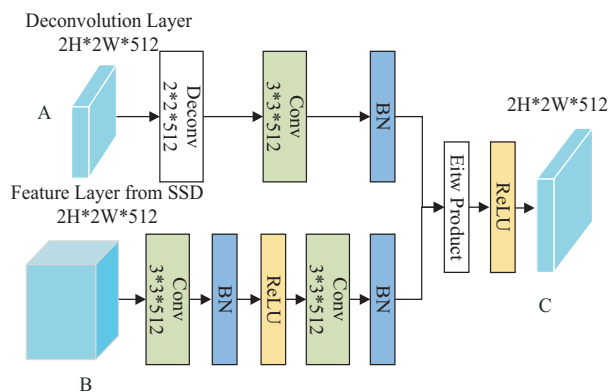 Deconvolution Layer
2H*2W*512
A
Deconv
2*2*512
Conv
3*3*512
BN
2H*2W*512
Eitw Product
ReLU
C
Feature Layer from SSD
2H*2W*512
B
Conv
3*3*512
BN
ReLU
Conv
3*3*512
BN